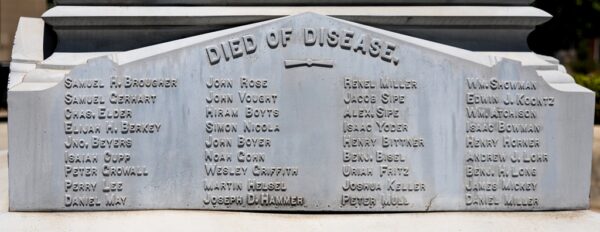 DIED OF DISEASE.
SAMUEL H. BROUGHER
SAMUEL GERHART
CHAS. ELDER
ELIJAH H. BERKEY
JNO. BEYERS
ISAIAH CUPP
PETER CROWALL
PERRY LEE
DANIEL MAY
JOHN ROSE
JOHN VOUGHT
HIRAM BOYTS
SIMON NICOLA
JOHN BOYER
NOAH COHN
WESLEY GRIFFITH
MARTIN HELSEL
JOSEPH D. HAMMER
RENEL MILLER
JACOB SIPE
ALEX. SIPE
ISAAC YODER
HENRY BITTNER
BENJ. BISEL
URIAH FRITZ
JOSHUA KELLER
PETER MULL
WM. SHOWMAN
EDWIN J. KOONTZ
WM. ATCHISON
ISAAC BOWMAN
HENRY HORNER
ANDREW J. LOHR
BENJ. H. LONG
JAMES MICKEY
DANIEL MILLER